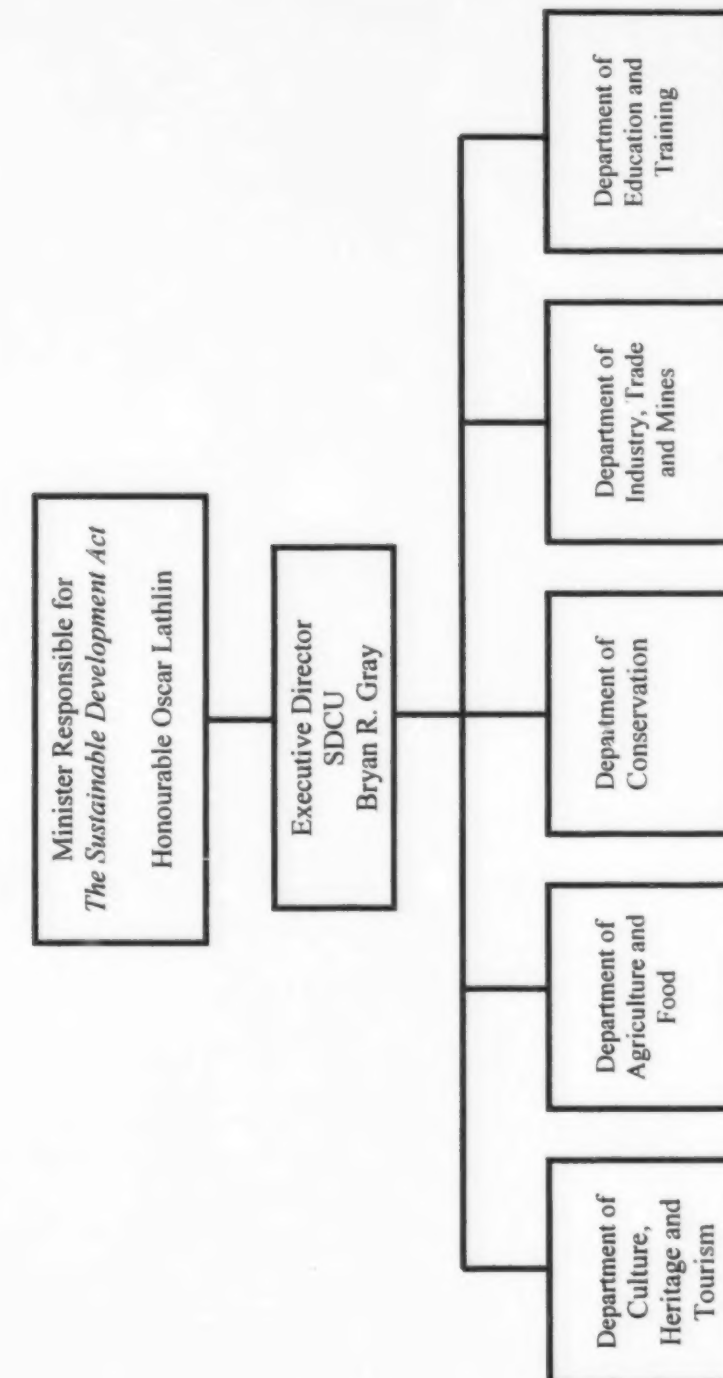 Minister Responsible for
The Sustainable Development Act
Honourable Oscar Lathlin
Executive Director
SDCU
Bryan R. Gray
Department of
Culture,
Heritage and
Tourism
Department of
Agriculture and
Food
Department of
Conservation
Department of
Industry, Trade
and Mines
Department of
Education and
Training